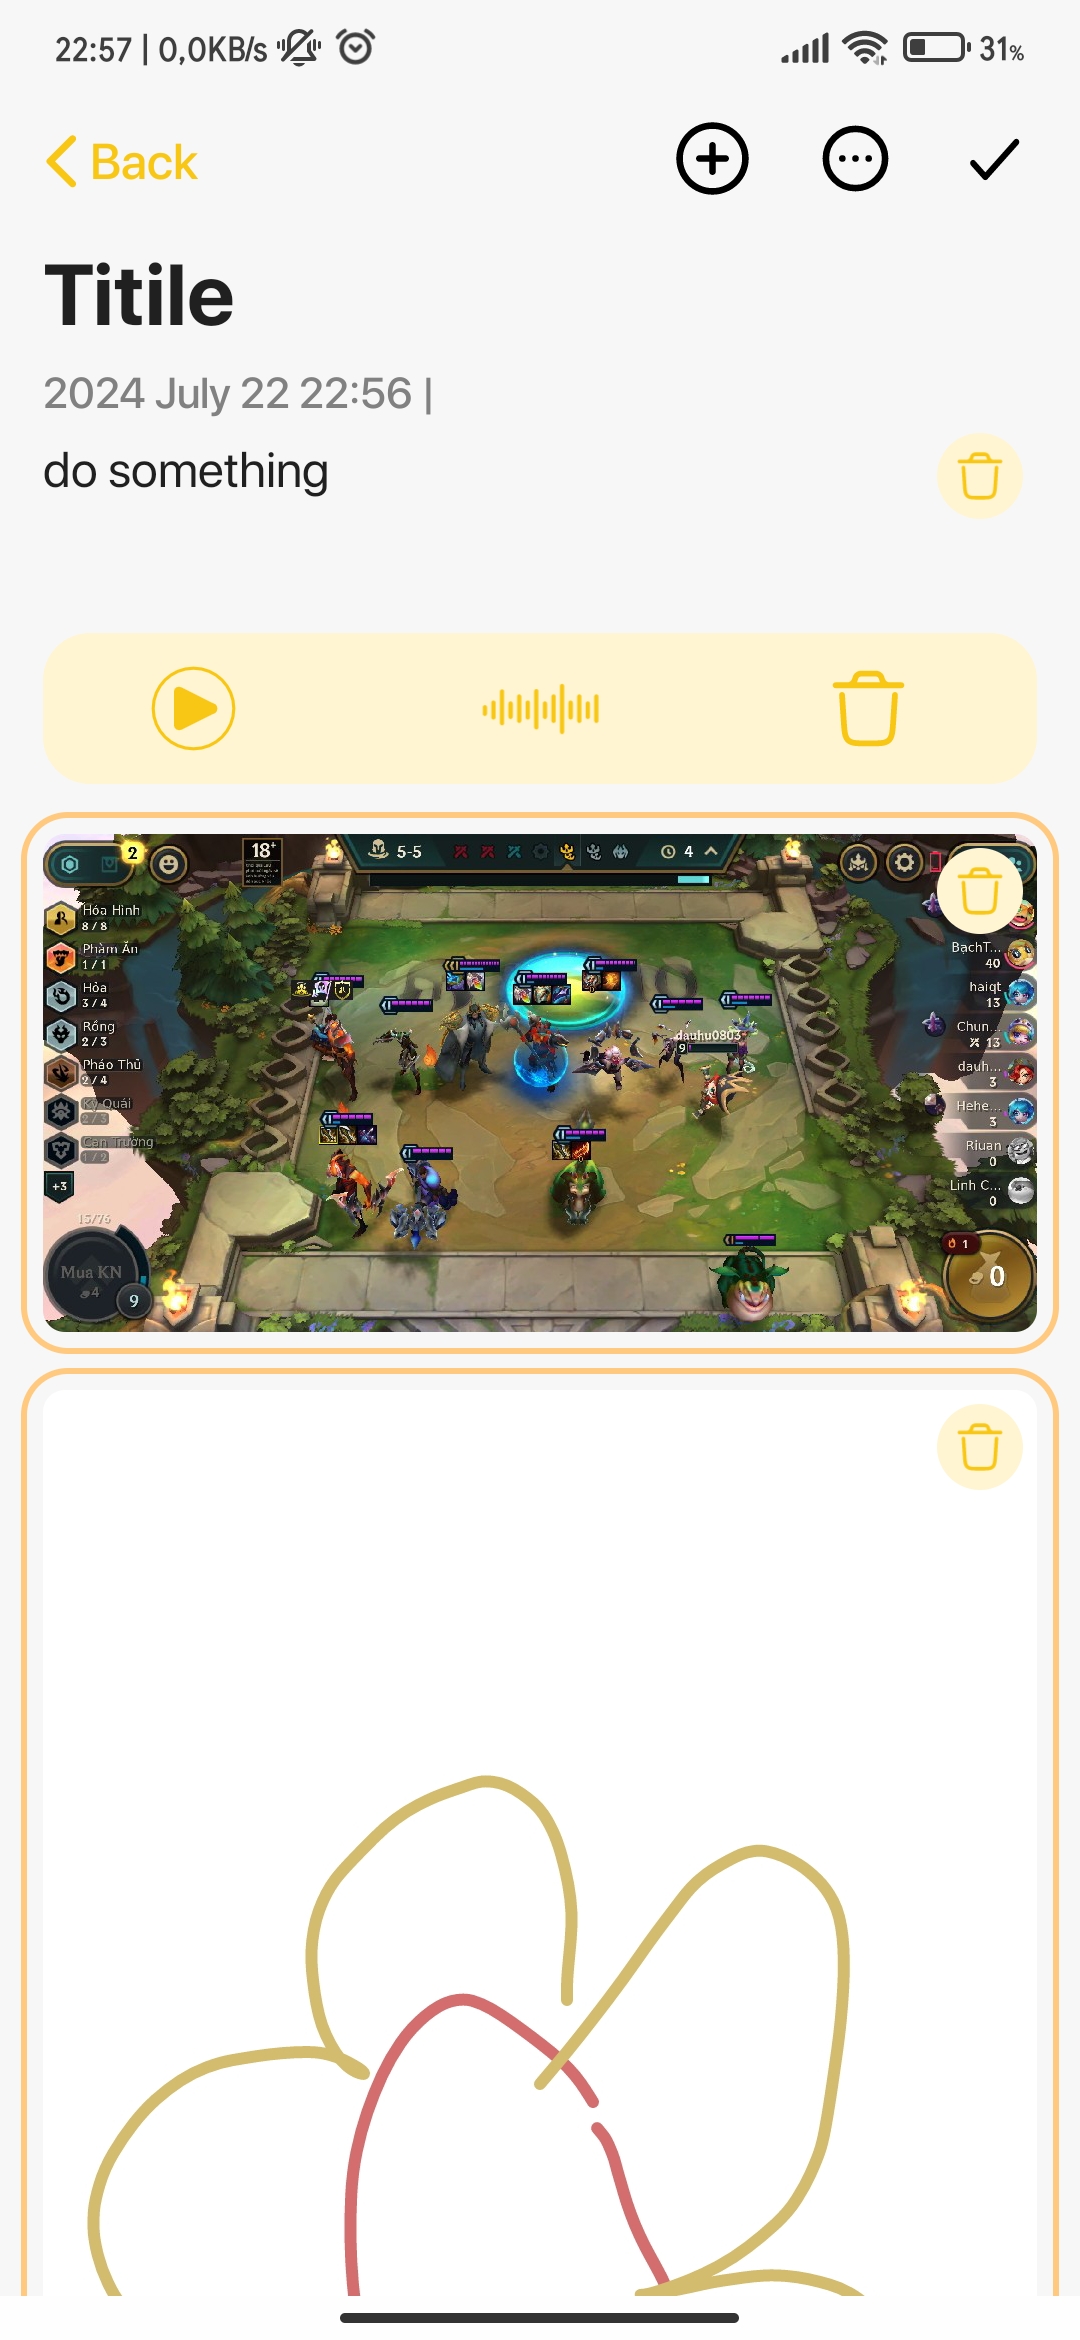 22:57 | 0,0KB/s 31%
Back
Titile
2024 July 22 22:56 |
do something
2 18+ 5-5 4
Hóa Hình
8 / 8
Phàm Ăn
1 / 1
Hỏa
3 / 4
Rồng
2 / 3
Pháo Thủ
2 / 4
Kỳ Quái
2 / 3
Can Trường
1 / 2
+3
15/76
Mua KN
4
9
dauhu0803
9
BạchT...
40
haiqt
13
Chun...
13
dauh...
3
Hehe...
3
Riuan
0
Linh C...
0
1
0